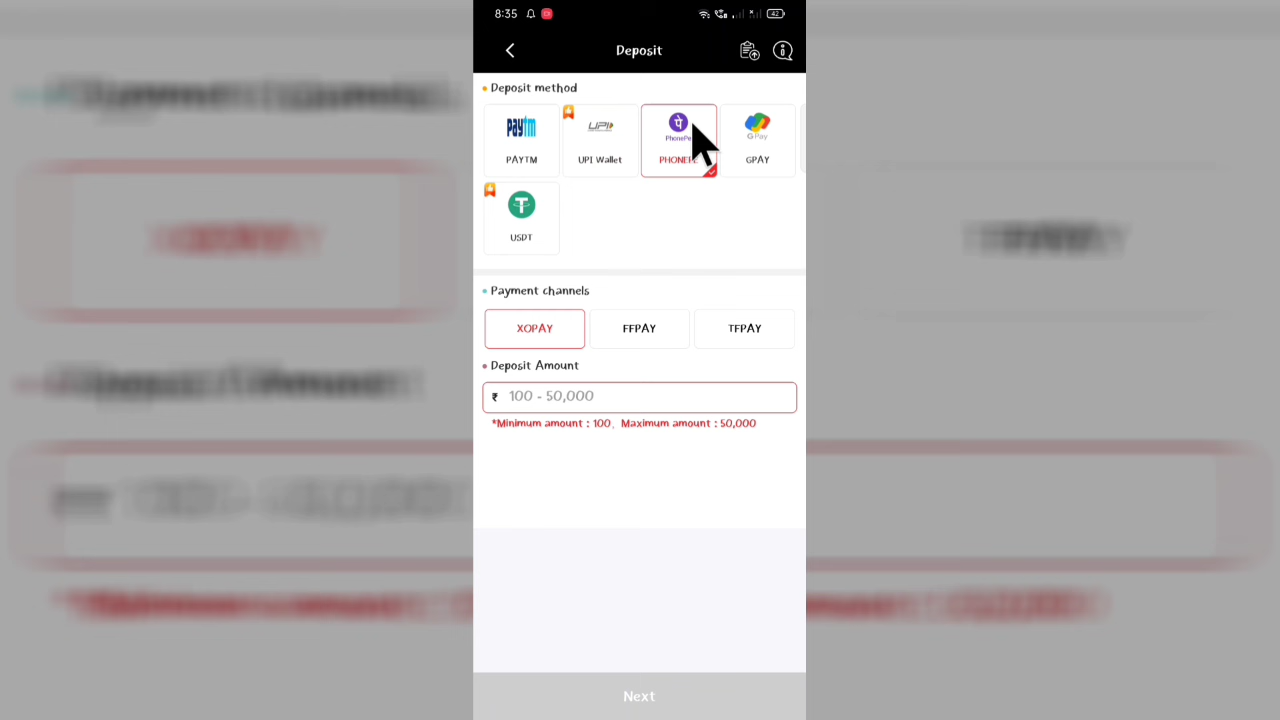 8:35
42
Deposit
Deposit method
paytm
UPI
PhonePe
G Pay
PAYTM
UPI Wallet
GPAY
USDT
Payment channels
XOPAY
FFPAY
TFPAY
Deposit Amount
₹ 100 - 50,000
*Minimum amount : 100、Maximum amount : 50,000
Next